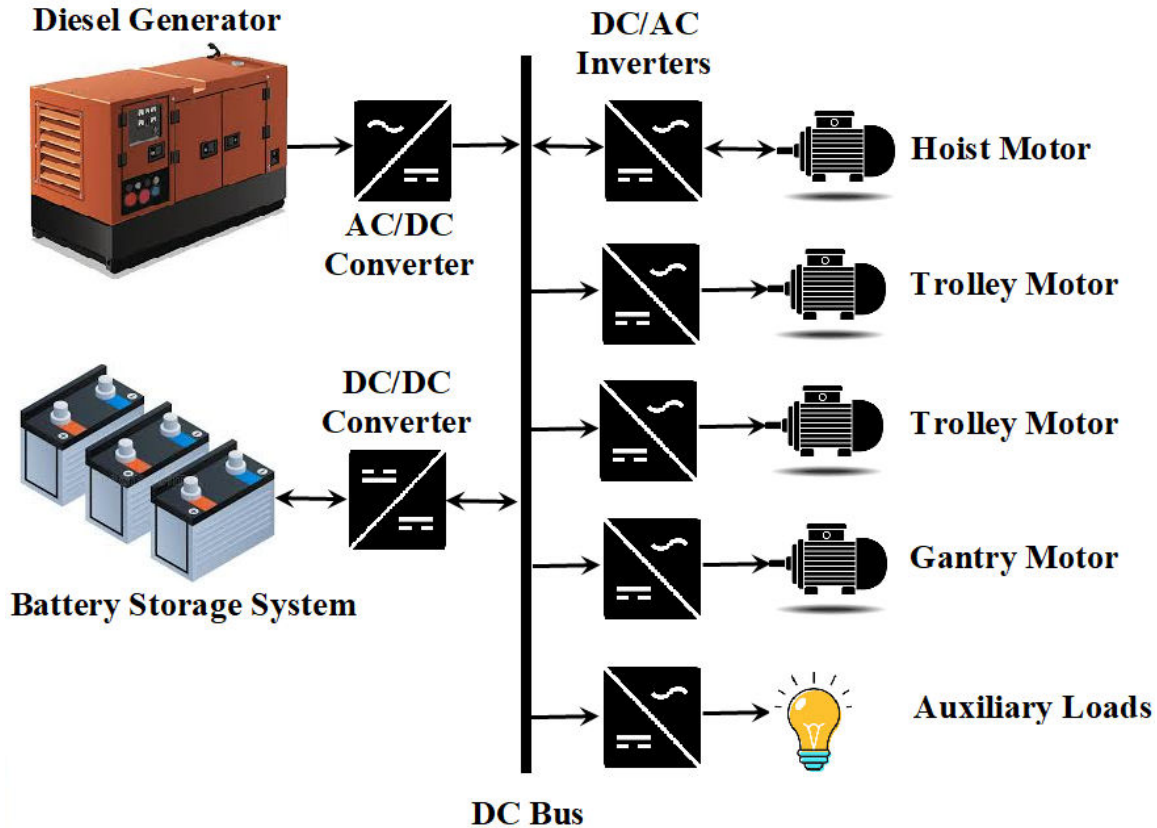 Diesel Generator
DC/AC
Inverters
AC/DC
Converter
Hoist Motor
Trolley Motor
DC/DC
Converter
Trolley Motor
Battery Storage System
Gantry Motor
Auxiliary Loads
DC Bus